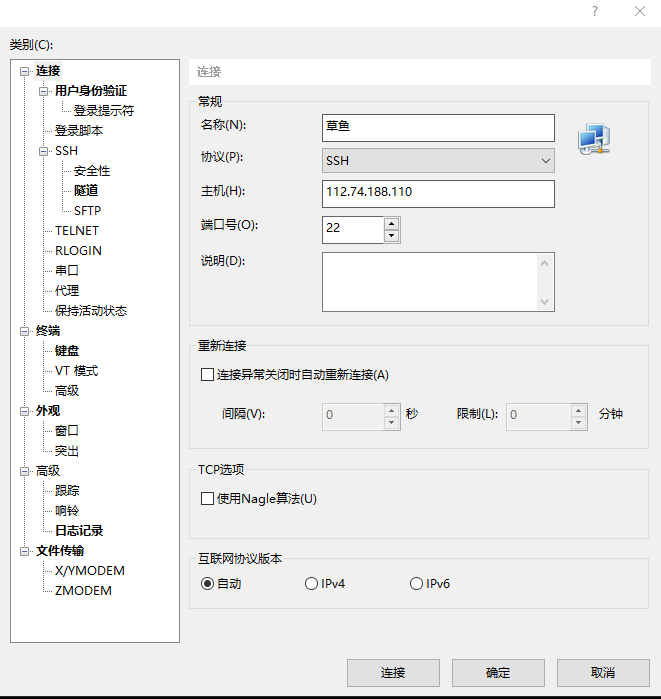 ?
类别(C):
连接
用户身份验证
登录提示符
登录脚本
SSH
安全性
隧道
SFTP
TELNET
RLOGIN
串口
代理
保持活动状态
终端
键盘
VT 模式
高级
外观
窗口
突出
高级
跟踪
响铃
日志记录
文件传输
X/YMODEM
ZMODEM
连接
常规
名称(N): 草鱼
协议(P): SSH
主机(H): 112.74.188.110
端口号(O): 22
说明(D):
重新连接
连接异常关闭时自动重新连接(A)
间隔(V): 0 秒 限制(L): 0 分钟
TCP选项
使用Nagle算法(U)
互联网协议版本
自动 IPv4 IPv6
连接 确定 取消